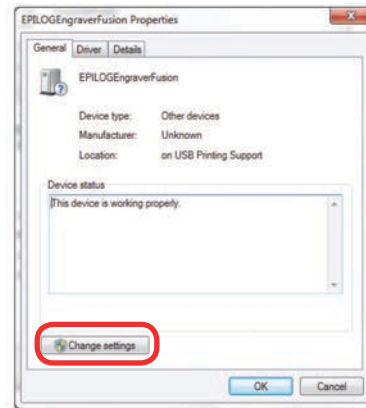 EPILOGEngraverFusion Properties
General Driver Details
EPILOGEngraverFusion
Device type: Other devices
Manufacturer: Unknown
Location: on USB Printing Support
Device status
This device is working properly.
Change settings
OK Cancel